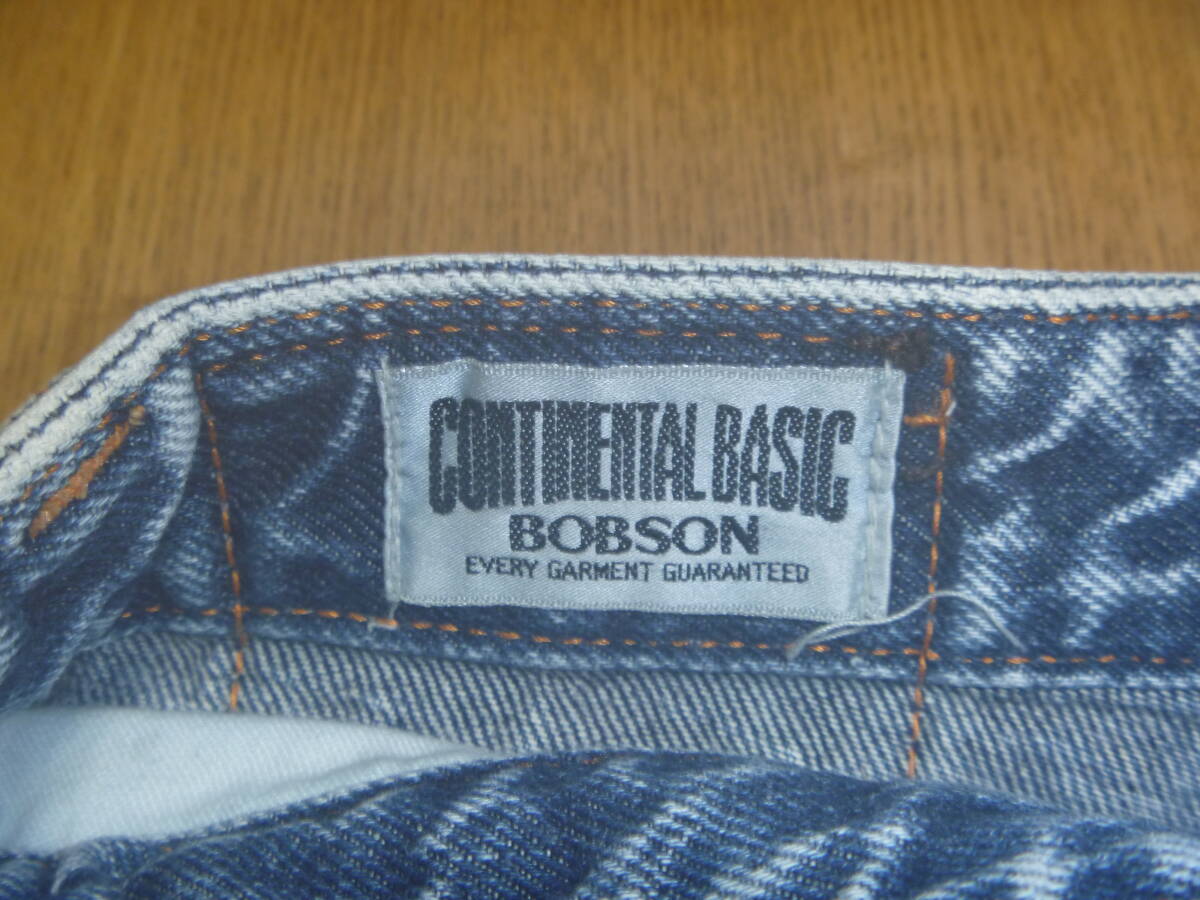 CONTINENTAL BASIC
BOBSON
EVERY GARMENT GUARANTEED